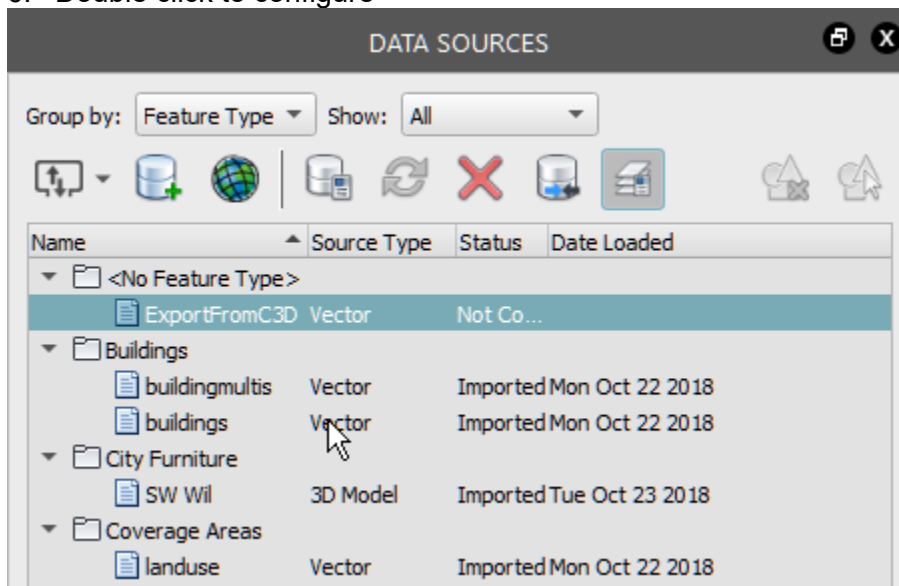 DATA SOURCES
Group by: Feature Type Show: All
Name Source Type Status Date Loaded
<No Feature Type>
ExportFromC3D Vector Not Co...
Buildings
buildingmultis Vector Imported Mon Oct 22 2018
buildings Vector Imported Mon Oct 22 2018
City Furniture
SW Wil 3D Model Imported Tue Oct 23 2018
Coverage Areas
landuse Vector Imported Mon Oct 22 2018